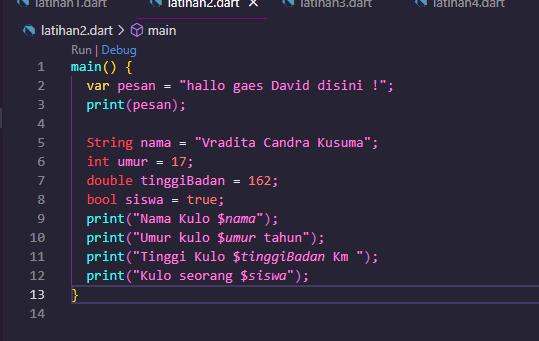 latihan1.dart latihan2.dart × latihan3.dart latihan4.dart
latihan2.dart > main
Run | Debug
1 main() {
2 var pesan = "hallo gaes David disini !";
3 print(pesan);
4
5 String nama = "Vradita Candra Kusuma";
6 int umur = 17;
7 double tinggiBadan = 162;
8 bool siswa = true;
9 print("Nama Kulo $nama");
10 print("Umur kulo $umur tahun");
11 print("Tinggi Kulo $tinggiBadan Km ");
12 print("Kulo seorang $siswa");
13 }
14